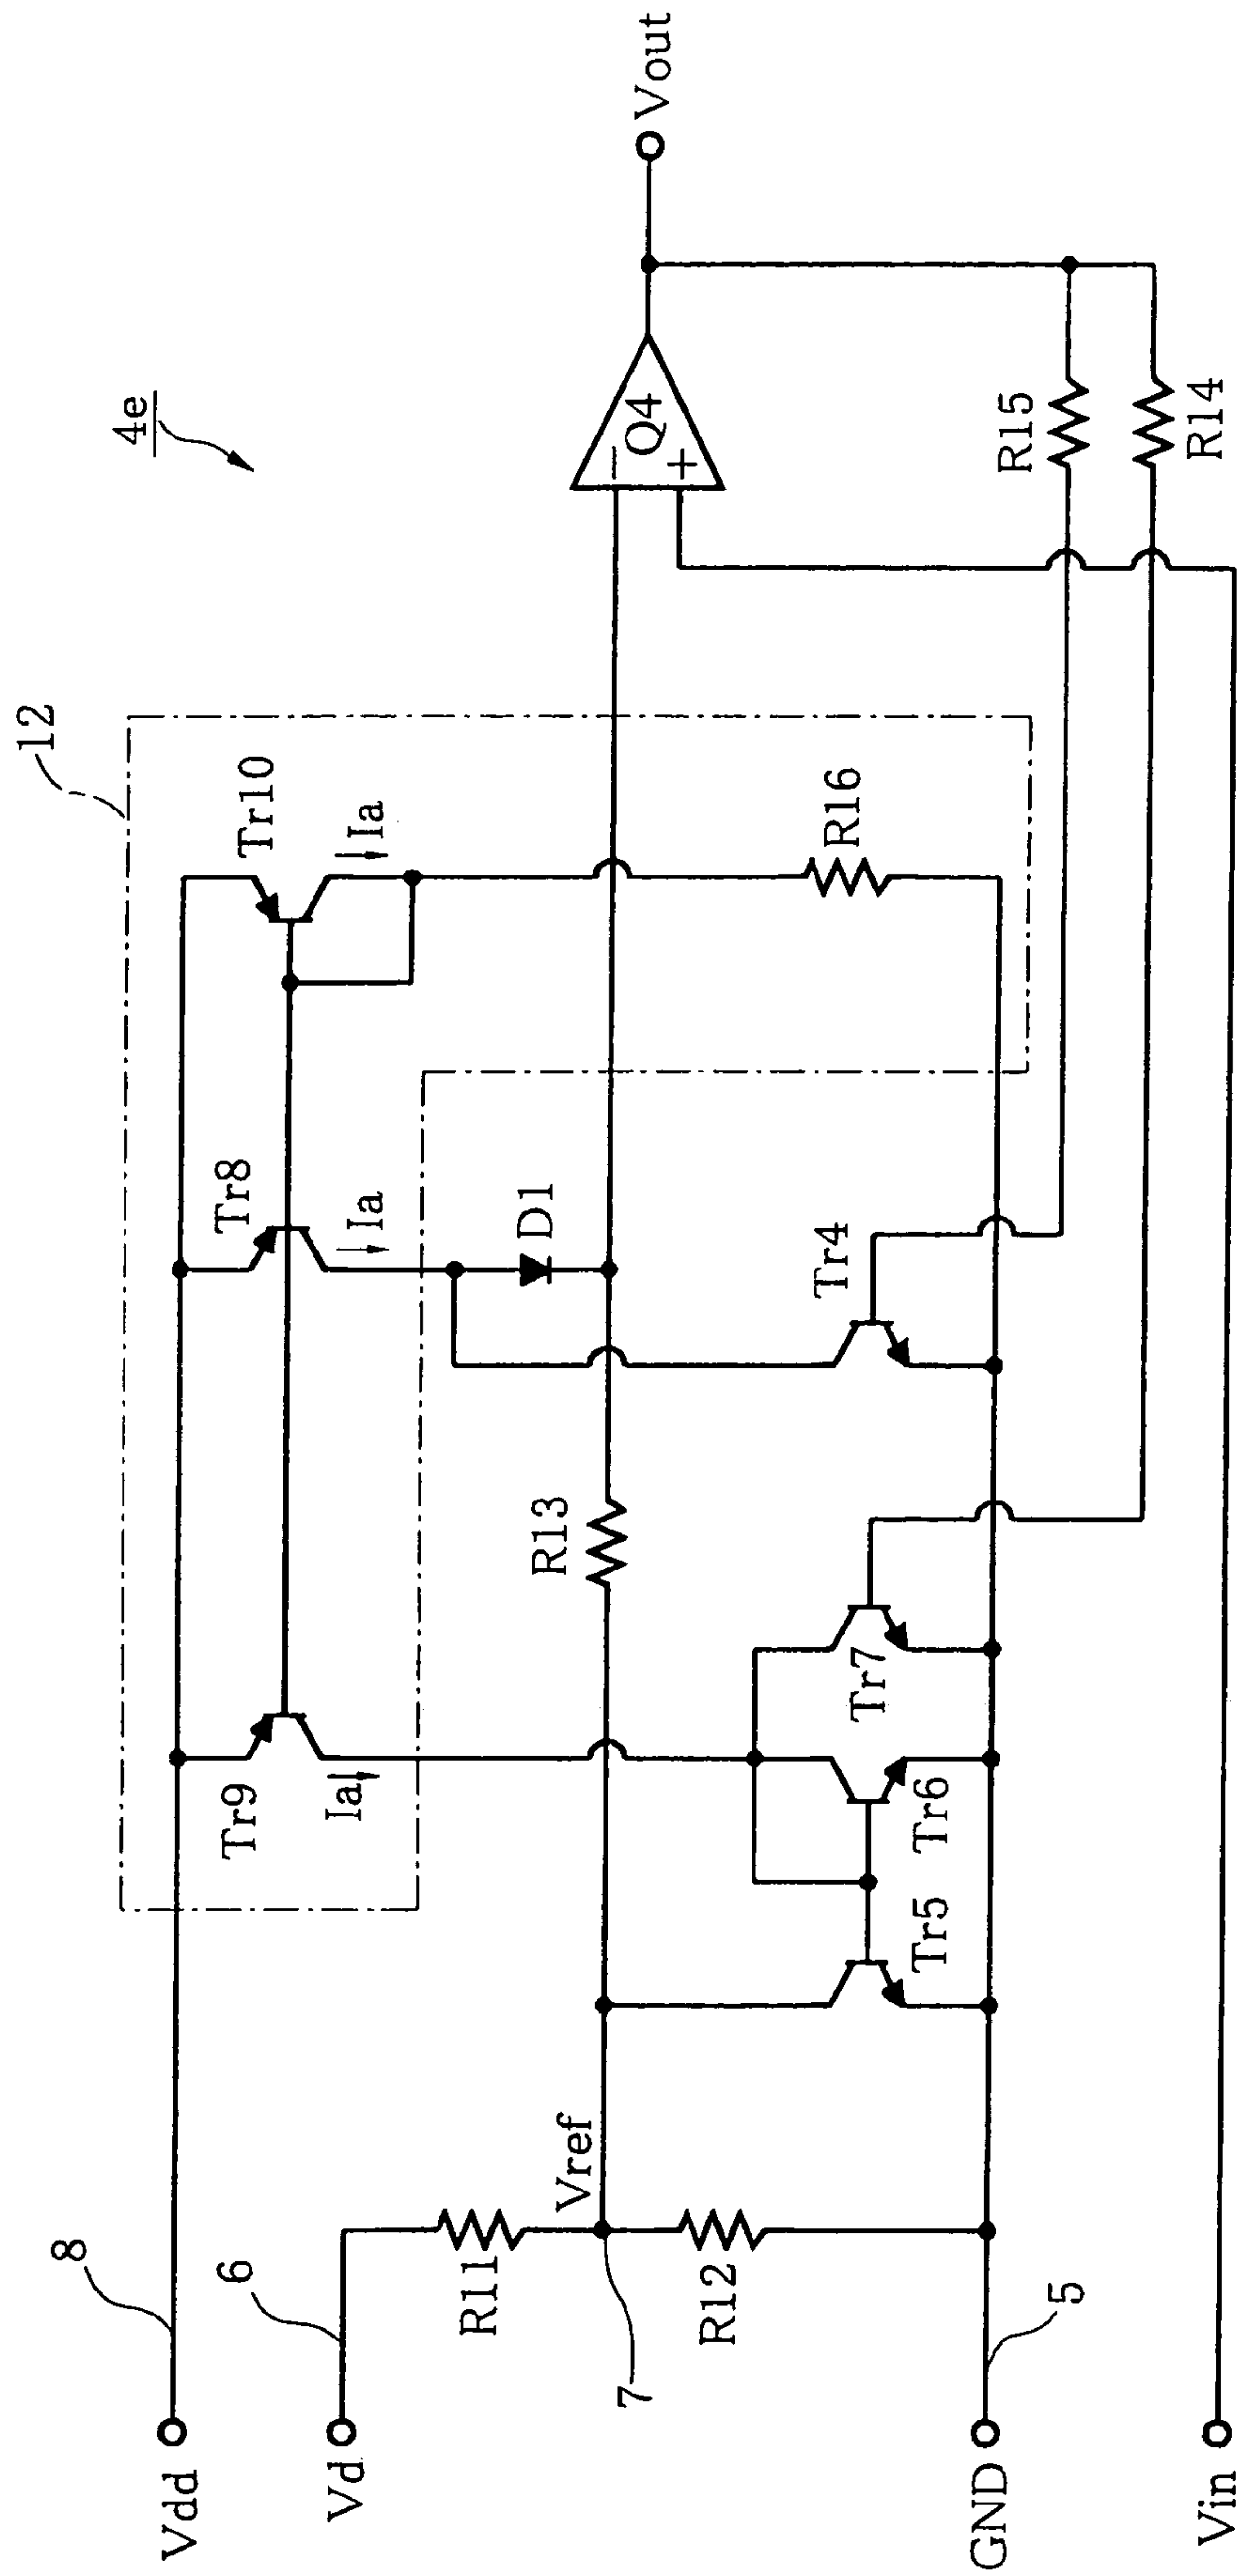 4e
12
8
Vdd
6
Vd
Tr9
Ia
Tr8
Ia
Tr10
Ia
D1
R11
Vref
7
R12
R13
Q4
−
+
Vout
R16
Tr5
Tr6
Tr7
Tr4
R15
R14
GND
5
Vin